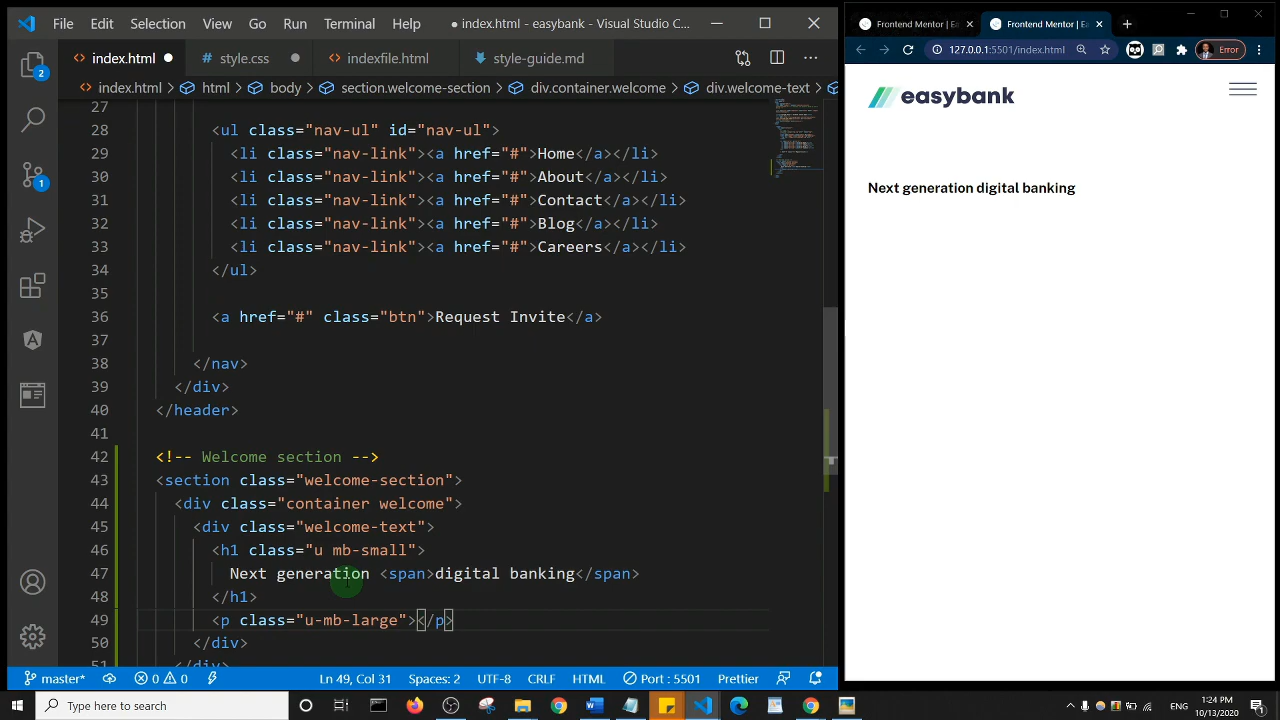 File Edit Selection View Go Run Terminal Help ● index.html - easybank - Visual Studio C...
index.html style.css indexfile.htm style-guide.md
html body section.welcome-section div.container.welcome div.welcome-text
27
28 <ul class="nav-ul" id="nav-ul">
29 <li class="nav-link"><a href="#">Home</a></li>
30 <li class="nav-link"><a href="#">About</a></li>
31 <li class="nav-link"><a href="#">Contact</a></li>
32 <li class="nav-link"><a href="#">Blog</a></li>
33 <li class="nav-link"><a href="#">Careers</a></li>
34 </ul>
35
36 <a href="#" class="btn">Request Invite</a>
37
38 </nav>
39 </div>
40 </header>
41
42 <!-- Welcome section -->
43 <section class="welcome-section">
44 <div class="container welcome">
45 <div class="welcome-text">
46 <h1 class="u mb-small">
47 Next generation <span>digital banking</span>
48 </h1>
49 <p class="u-mb-large"></p>
50 </div>
51 </div>
2
1
master* 0 0 Ln 49, Col 31 Spaces: 2 UTF-8 CRLF HTML Port : 5501 Prettier
Frontend Mentor | Ea Frontend Mentor | Ea
127.0.0.1:5501/index.html Error
easybank
Next generation digital banking
Type here to search
ENG
1:24 PM
10/13/2020
1